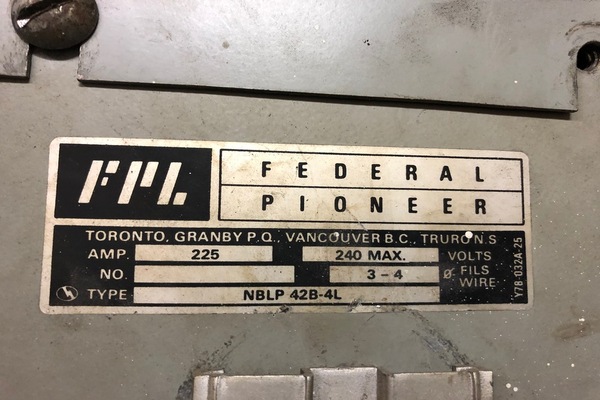 FPL
FEDERAL
PIONEER
TORONTO, GRANBY P.Q., VANCOUVER B.C., TRURO N.S
AMP. 225 240 MAX. VOLTS
NO. 3-4 Ø FILS WIRE
TYPE NBLP 42B-4L
Y78-032A-25